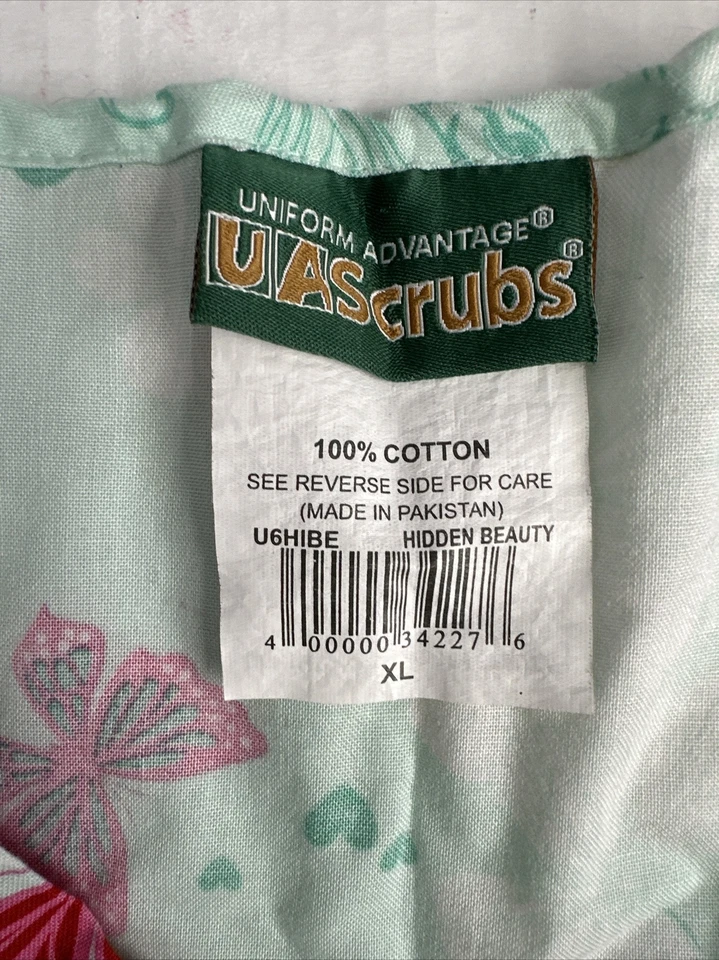 UNIFORM ADVANTAGE®
UAScrubs®
100% COTTON
SEE REVERSE SIDE FOR CARE
(MADE IN PAKISTAN)
U6HIBE HIDDEN BEAUTY
4 00000 34227 6
XL